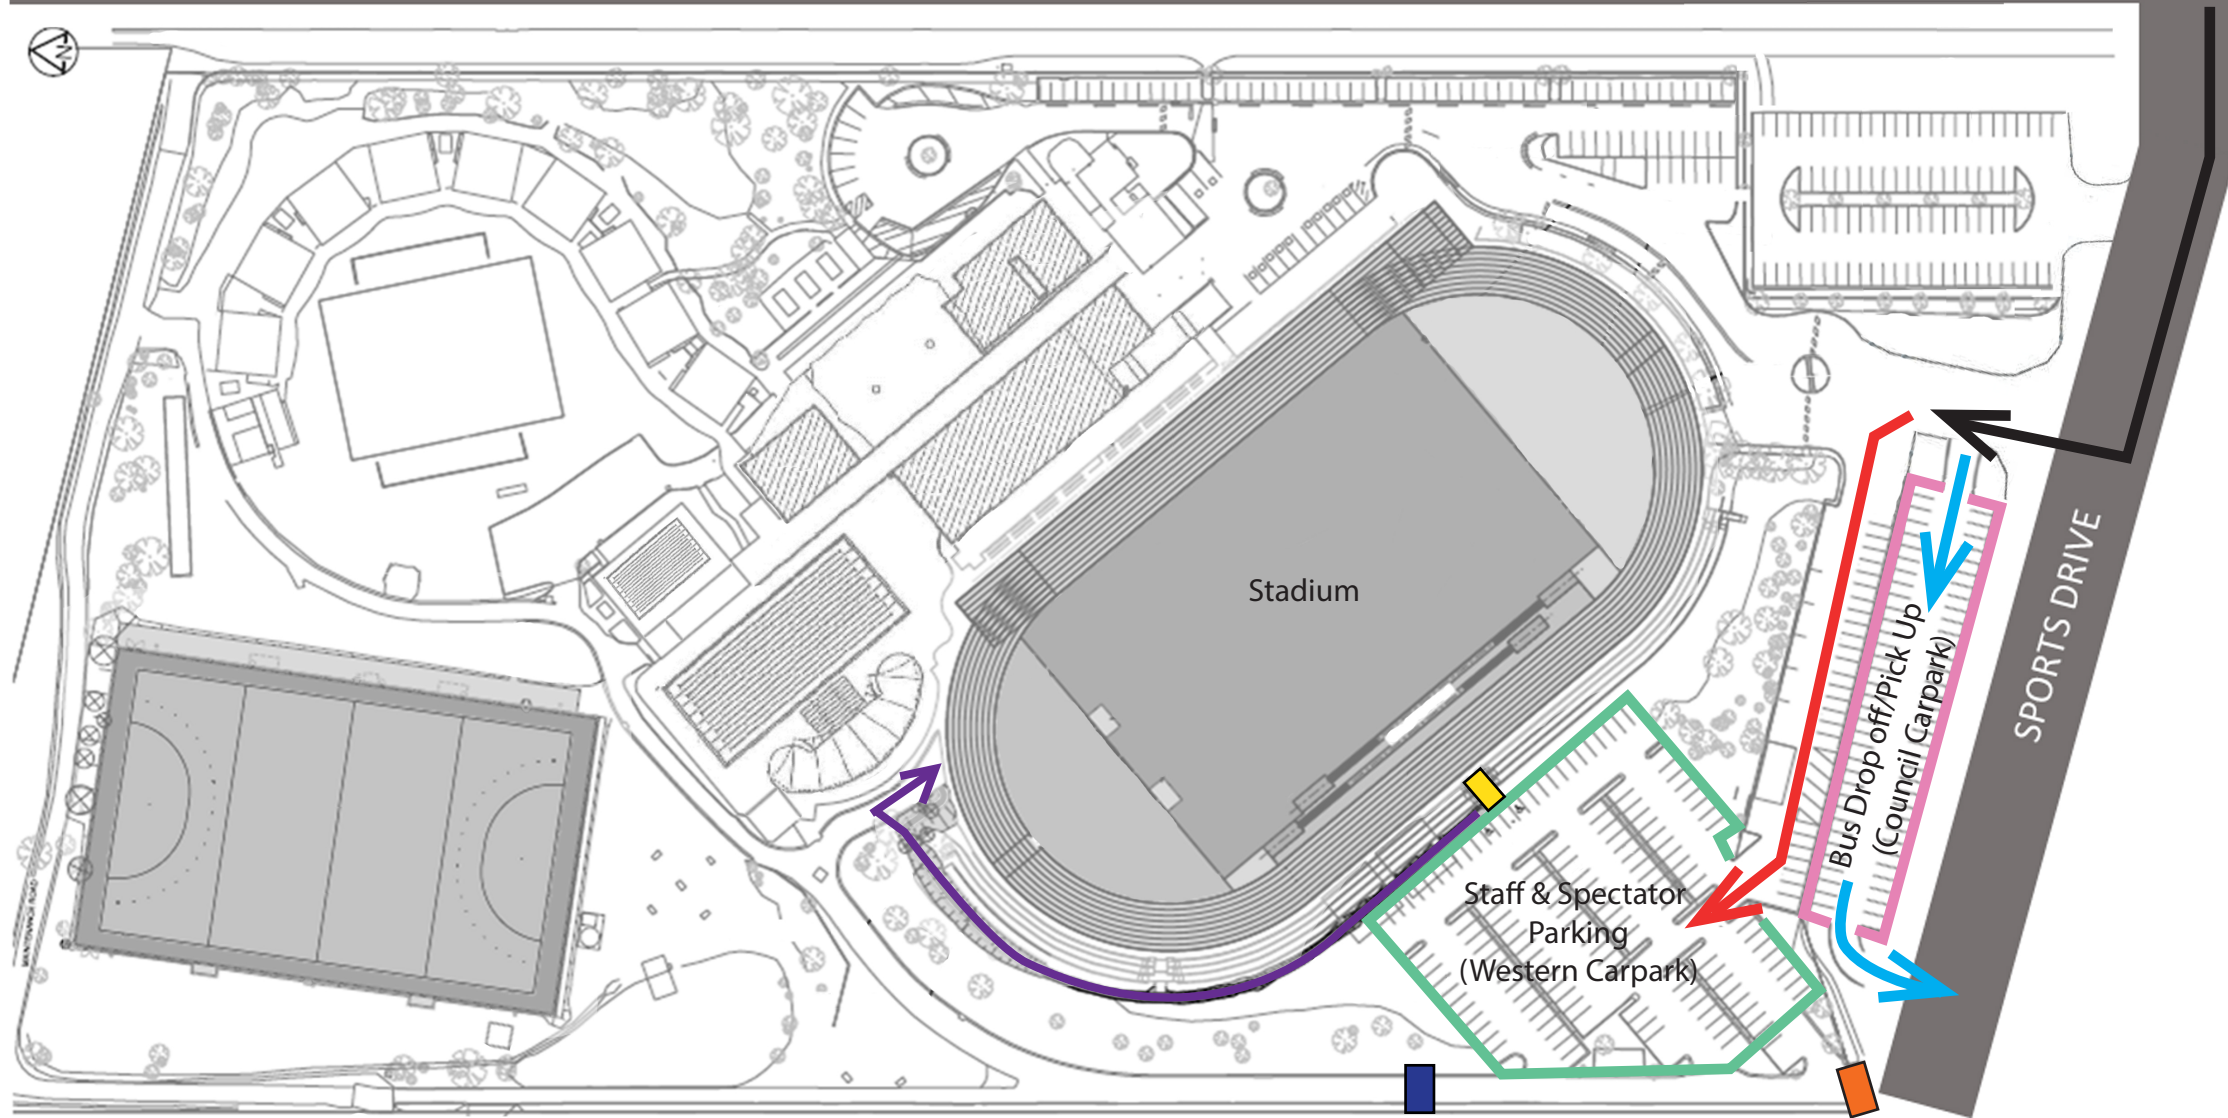 N
Stadium
SPORTS DRIVE
Bus Drop off/Pick Up
(Council Carpark)
Staff & Spectator
Parking
(Western Carpark)